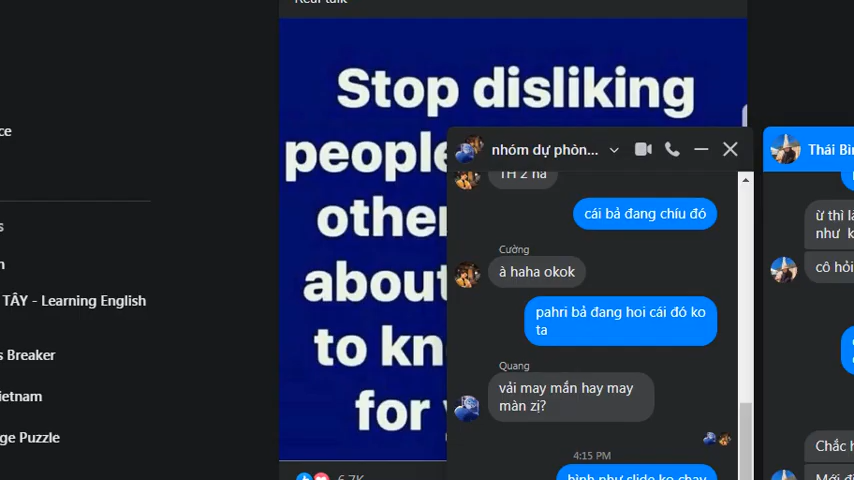 Real talk
Stop disliking
people
other
about
to kn
for
ce
s
n
TÂY - Learning English
s Breaker
ietnam
ge Puzzle
6.7K
nhóm dự phòn...
TH 2 hả
cái bả đang chíu đó
Cường
à haha okok
pahri bả đang hoi cái đó ko
ta
Quang
vải may mắn hay may
màn zị?
4:15 PM
hình như slide ko chay
Thái Bì
ừ thì là
như k
cô hỏi
Chắc h
Mới đ